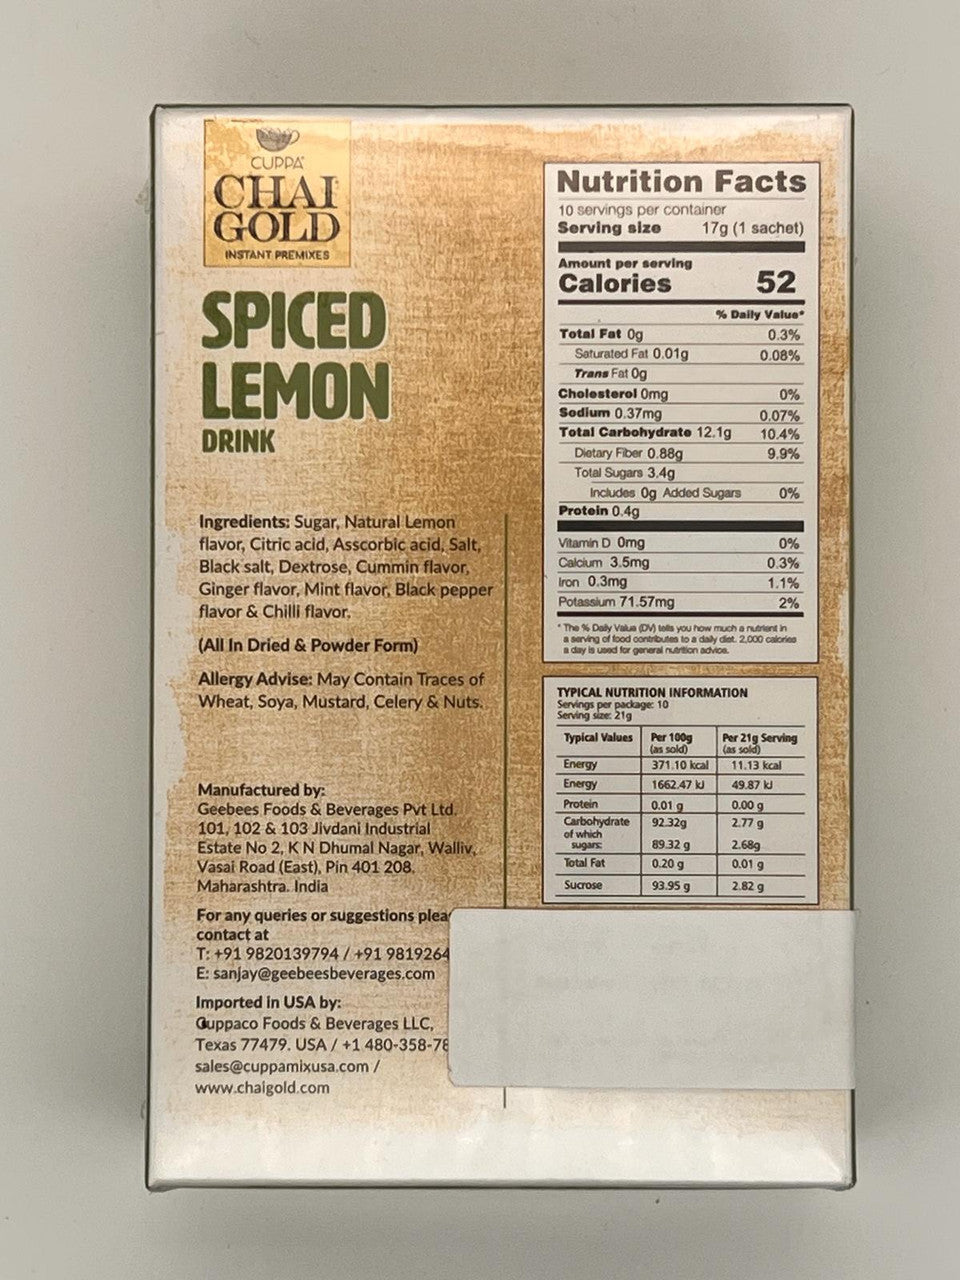 CUPPA
CHAI
GOLD
INSTANT PREMIXES
SPICED
LEMON
DRINK
Ingredients: Sugar, Natural Lemon
flavor, Citric acid, Asscorbic acid, Salt,
Black salt, Dextrose, Cummin flavor,
Ginger flavor, Mint flavor, Black pepper
flavor & Chilli flavor.
(All In Dried & Powder Form)
Allergy Advise: May Contain Traces of
Wheat, Soya, Mustard, Celery & Nuts.
Manufactured by:
Geebees Foods & Beverages Pvt Ltd.
101, 102 & 103 Jivdani Industrial
Estate No 2, K N Dhumal Nagar, Walliv,
Vasai Road (East), Pin 401 208.
Maharashtra. India
For any queries or suggestions plea
contact at
T: +91 9820139794 / +91 9819264
E: sanjay@geebeesbeverages.com
Imported in USA by:
Cuppaco Foods & Beverages LLC,
Texas 77479. USA / +1 480-358-78
sales@cuppamixusa.com /
www.chaigold.com
Nutrition Facts
10 servings per container
Serving size 17g (1 sachet)
Amount per serving
Calories 52
% Daily Value*
Total Fat 0g 0.3%
Saturated Fat 0.01g 0.08%
Trans Fat 0g
Cholesterol 0mg 0%
Sodium 0.37mg 0.07%
Total Carbohydrate 12.1g 10.4%
Dietary Fiber 0.88g 9.9%
Total Sugars 3.4g
Includes 0g Added Sugars 0%
Protein 0.4g
Vitamin D 0mg 0%
Calcium 3.5mg 0.3%
Iron 0.3mg 1.1%
Potassium 71.57mg 2%
* The % Daily Value (DV) tells you how much a nutrient in
a serving of food contributes to a daily diet. 2,000 calories
a day is used for general nutrition advice.
TYPICAL NUTRITION INFORMATION
Servings per package: 10
Serving size: 21g
Typical Values Per 100g Per 21g Serving
(as sold) (as sold)
Energy 371.10 kcal 11.13 kcal
Energy 1662.47 kJ 49.87 kJ
Protein 0.01 g 0.00 g
Carbohydrate 92.32g 2.77 g
of which
sugars: 89.32 g 2.68g
Total Fat 0.20 g 0.01 g
Sucrose 93.95 g 2.82 g